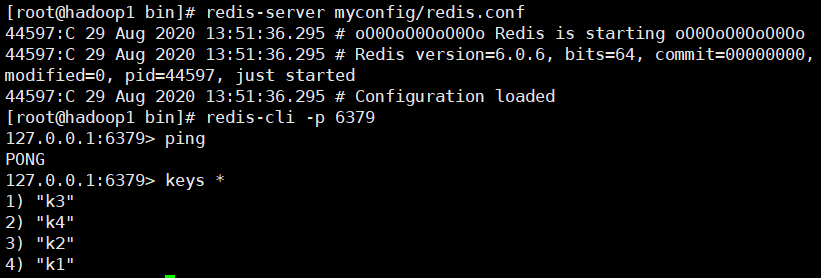 [root@hadoop1 bin]# redis-server myconfig/redis.conf
44597:C 29 Aug 2020 13:51:36.295 # oO0OoO0OoO0Oo Redis is starting oO0OoO0OoO0Oo
44597:C 29 Aug 2020 13:51:36.295 # Redis version=6.0.6, bits=64, commit=00000000,
modified=0, pid=44597, just started
44597:C 29 Aug 2020 13:51:36.295 # Configuration loaded
[root@hadoop1 bin]# redis-cli -p 6379
127.0.0.1:6379> ping
PONG
127.0.0.1:6379> keys *
1) "k3"
2) "k4"
3) "k2"
4) "k1"